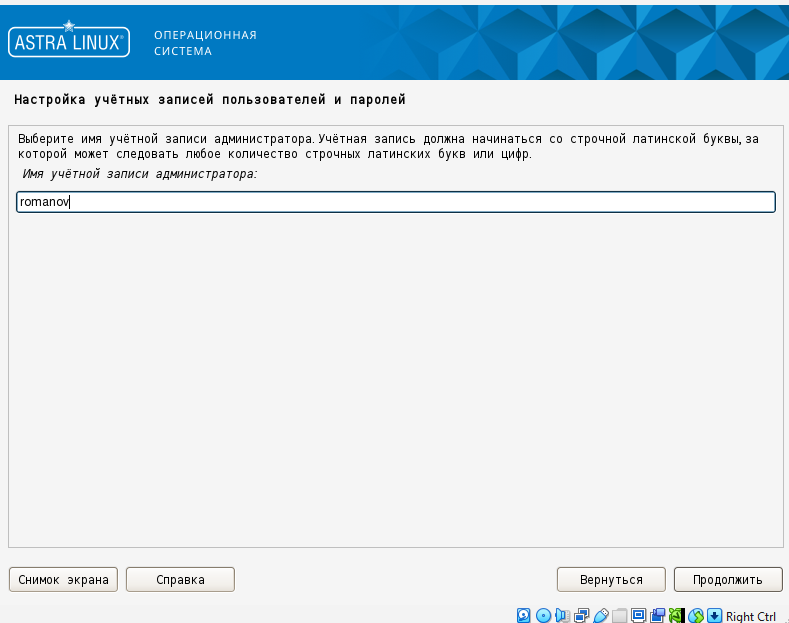 ASTRA LINUX®
ОПЕРАЦИОННАЯ
СИСТЕМА
Настройка учётных записей пользователей и паролей
Выберите имя учётной записи администратора. Учётная запись должна начинаться со строчной латинской буквы, за
которой может следовать любое количество строчных латинских букв или цифр.
Имя учётной записи администратора:
romanov
Снимок экрана
Справка
Вернуться
Продолжить
Right Ctrl